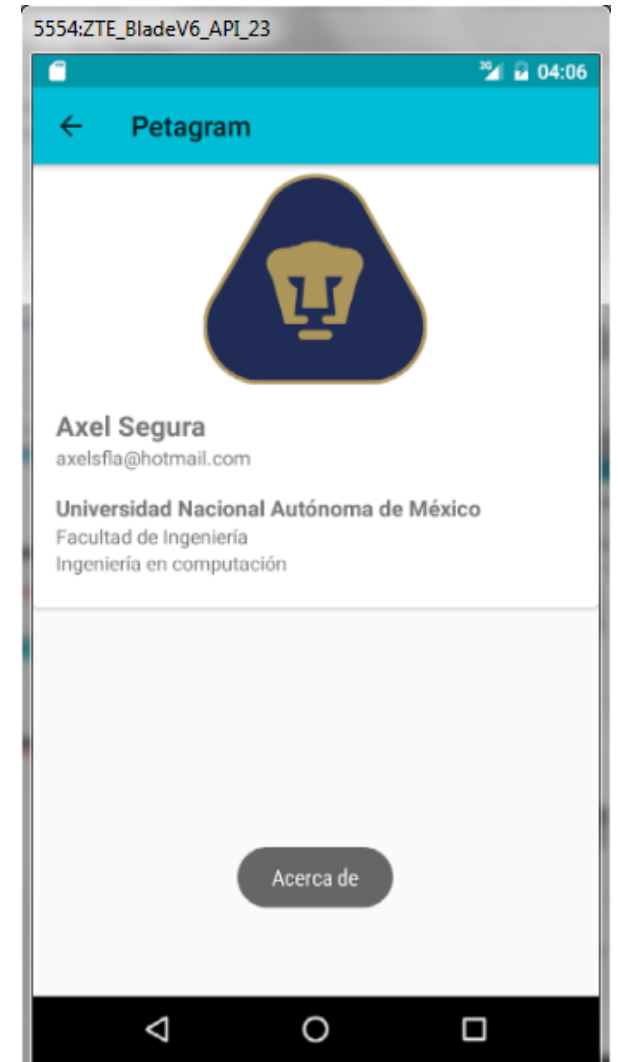 5554:ZTE_BladeV6_API_23
3G 04:06
Petagram
Axel Segura
axelsfla@hotmail.com
Universidad Nacional Autónoma de México
Facultad de Ingeniería
Ingeniería en computación
Acerca de